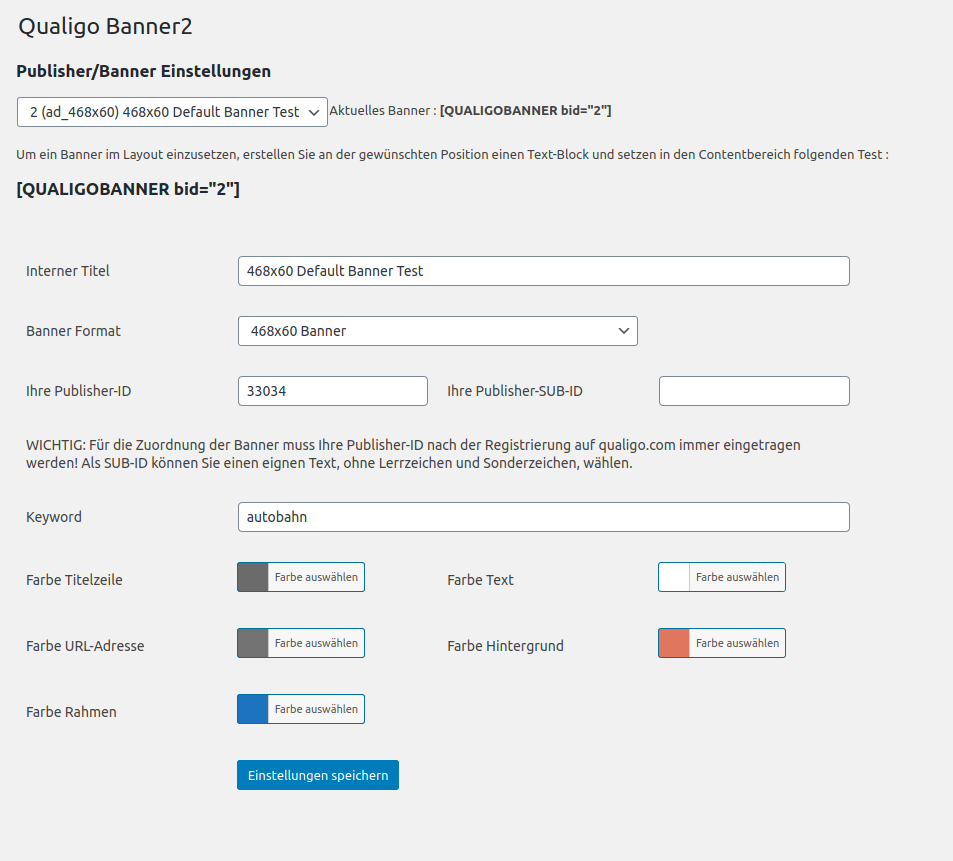 Qualigo Banner2
Publisher/Banner Einstellungen
2 (ad_468x60) 468x60 Default Banner Test Aktuelles Banner : [QUALIGOBANNER bid="2"]
Um ein Banner im Layout einzusetzen, erstellen Sie an der gewünschten Position einen Text-Block und setzen in den Contentbereich folgenden Test :
[QUALIGOBANNER bid="2"]
Interner Titel 468x60 Default Banner Test
Banner Format 468x60 Banner
Ihre Publisher-ID 33034 Ihre Publisher-SUB-ID
WICHTIG: Für die Zuordnung der Banner muss Ihre Publisher-ID nach der Registrierung auf qualigo.com immer eingetragen
werden! Als SUB-ID können Sie einen eignen Text, ohne Lerrzeichen und Sonderzeichen, wählen.
Keyword autobahn
Farbe Titelzeile Farbe auswählen Farbe Text Farbe auswählen
Farbe URL-Adresse Farbe auswählen Farbe Hintergrund Farbe auswählen
Farbe Rahmen Farbe auswählen
Einstellungen speichern